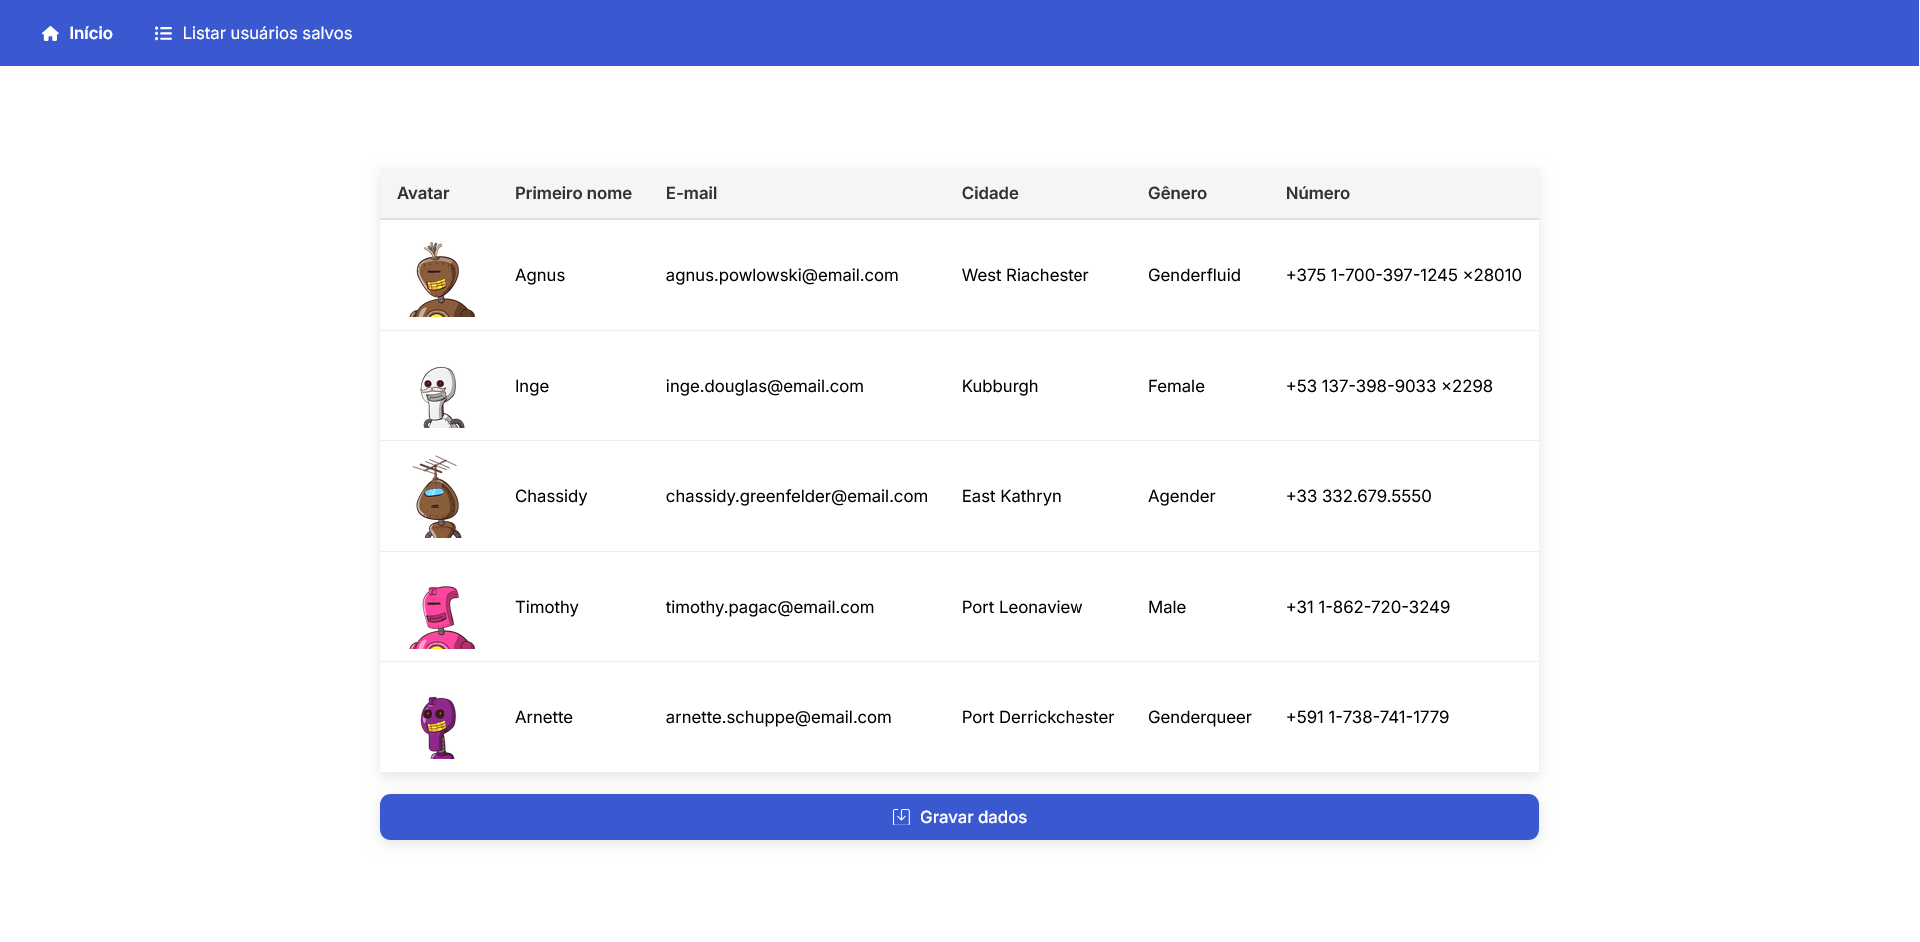 Início Listar usuários salvos
Avatar Primeiro nome E-mail Cidade Gênero Número
Agnus agnus.powlowski@email.com West Riachester Genderfluid +375 1-700-397-1245 x28010
Inge inge.douglas@email.com Kubburgh Female +53 137-398-9033 x2298
Chassidy chassidy.greenfelder@email.com East Kathryn Agender +33 332.679.5550
Timothy timothy.pagac@email.com Port Leonaview Male +31 1-862-720-3249
Arnette arnette.schuppe@email.com Port Derrickchester Genderqueer +591 1-738-741-1779
Gravar dados